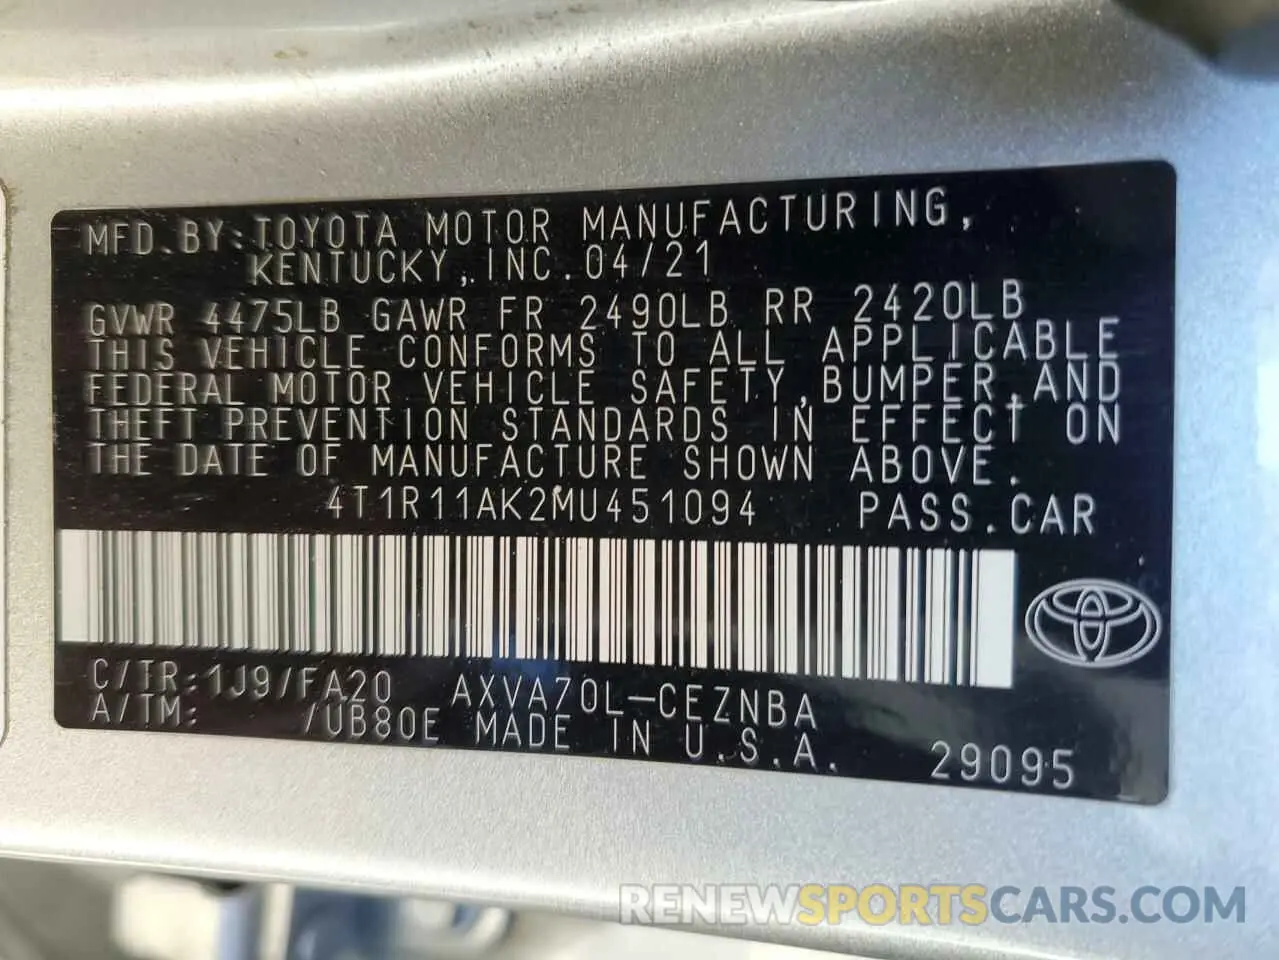 MFD.BY:TOYOTA MOTOR MANUFACTURING,
KENTUCKY, INC. 04/21
GVWR 4475LB GAWR FR 2490LB RR 2420LB
THIS VEHICLE CONFORMS TO ALL APPLICABLE
FEDERAL MOTOR VEHICLE SAFETY,BUMPER,AND
THEFT PREVENTION STANDARDS IN EFFECT ON
THE DATE OF MANUFACTURE SHOWN ABOVE.
4T1R11AK2MU451094 PASS.CAR
C/TR:1J9/FA20 AXVA70L-CEZNBA
A/TM: /UB80E MADE IN U.S.A.
29095
RENEWSPORTSCARS.COM